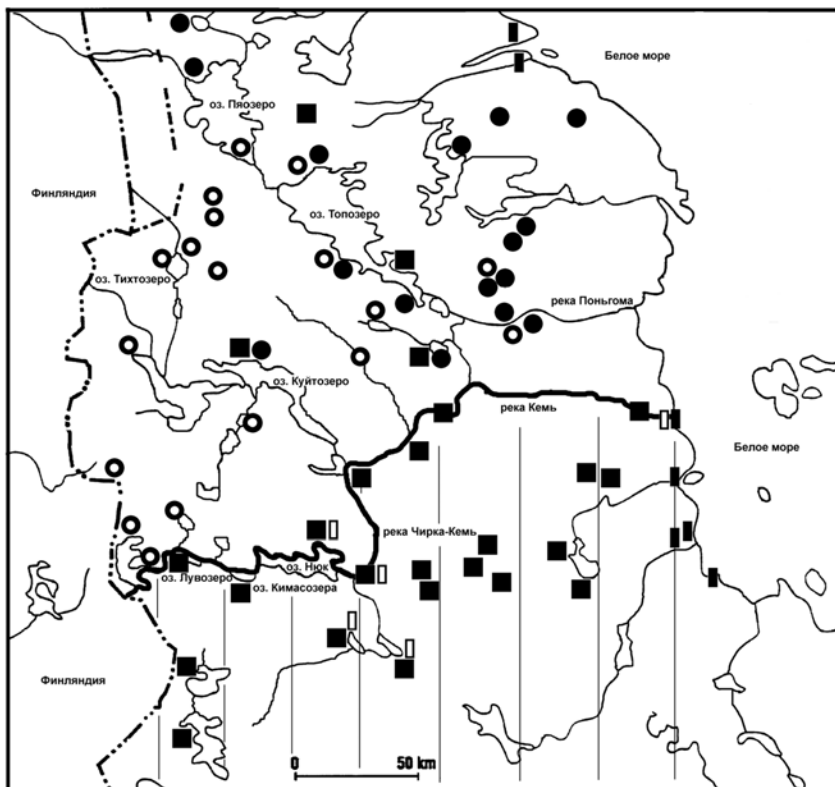 Белое море
оз. Пяозеро
Финляндия
оз. Топозеро
оз. Тихтозеро
река Поньгома
оз. Куйтозеро
река Кемь
Белое море
река Чирка-Кемь
оз. Нюк
оз. Лувозеро
оз. Кимасозера
Финляндия
0 50 km